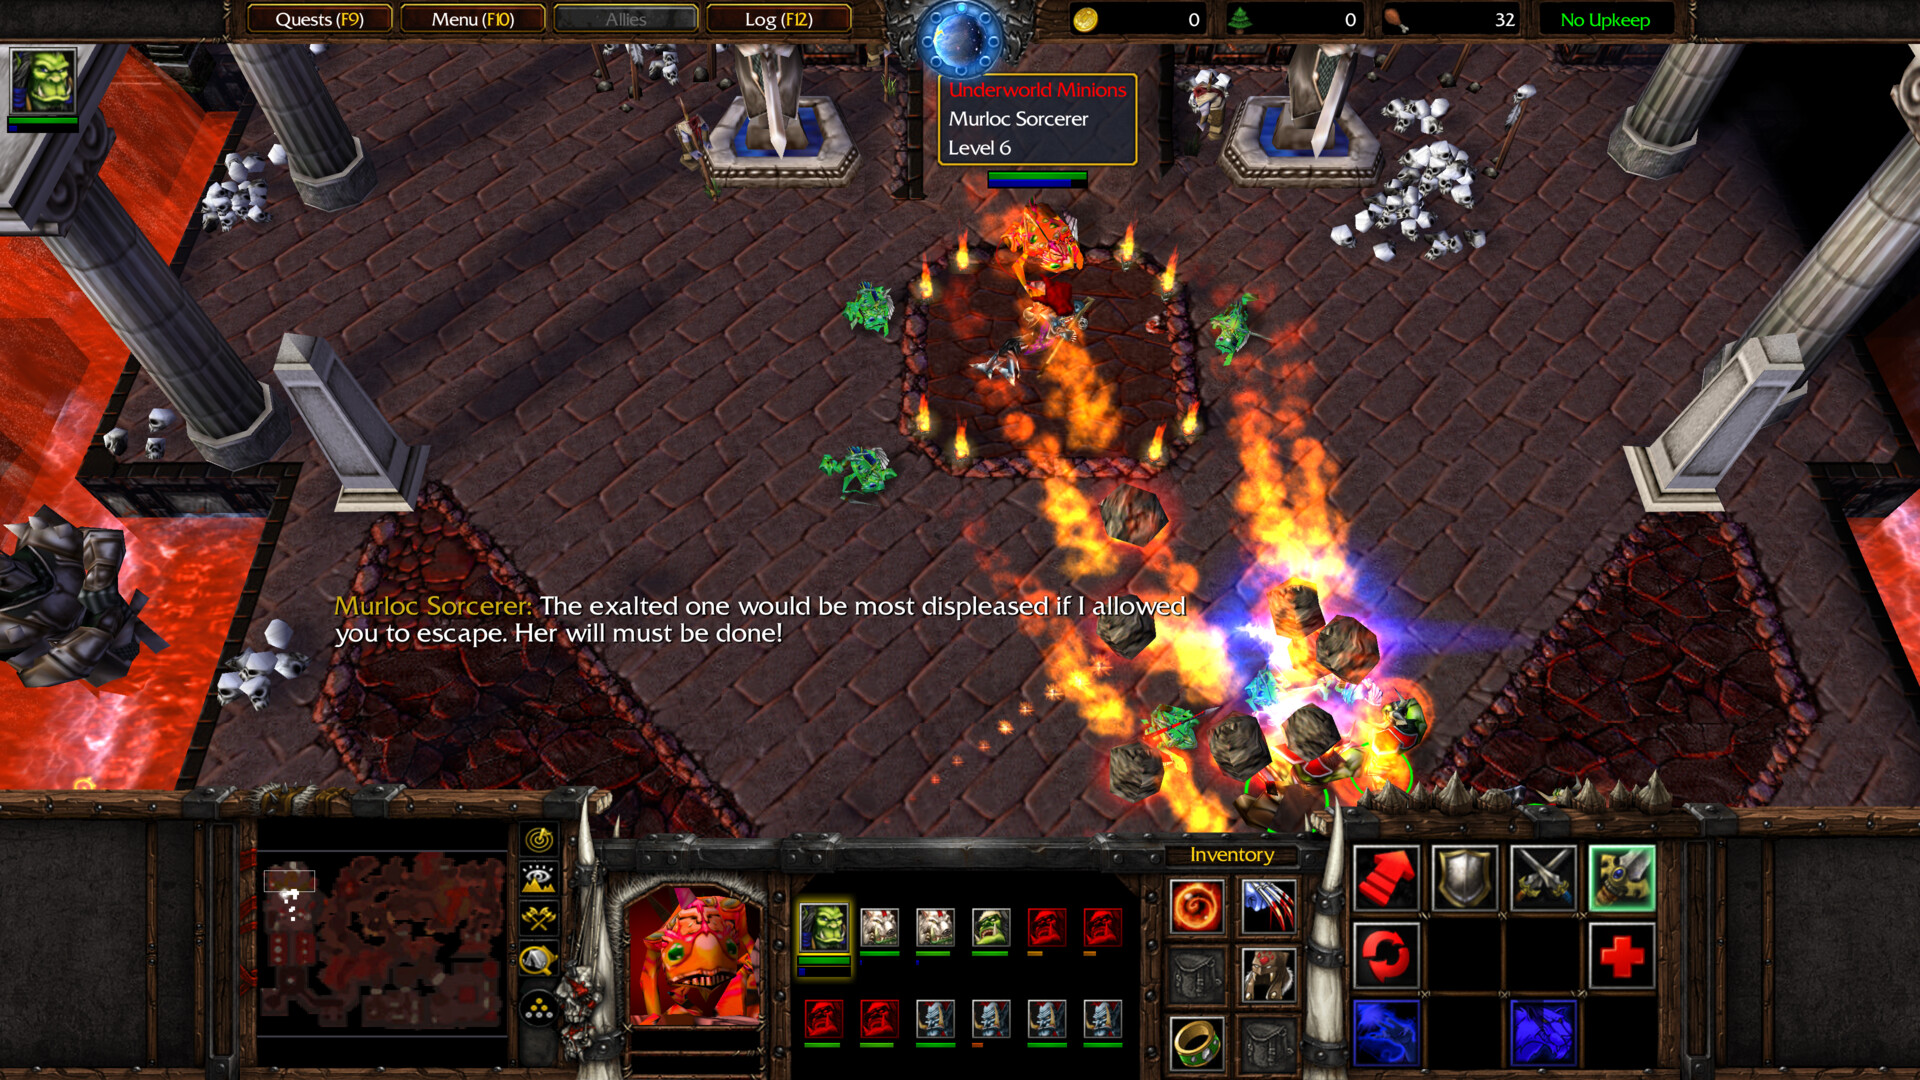 Quests (F9)
Menu (F10)
Allies
Log (F12)
0
0
32
No Upkeep
Underworld Minions
Murloc Sorcerer
Level 6
Murloc Sorcerer: The exalted one would be most displeased if I allowed
you to escape. Her will must be done!
Inventory